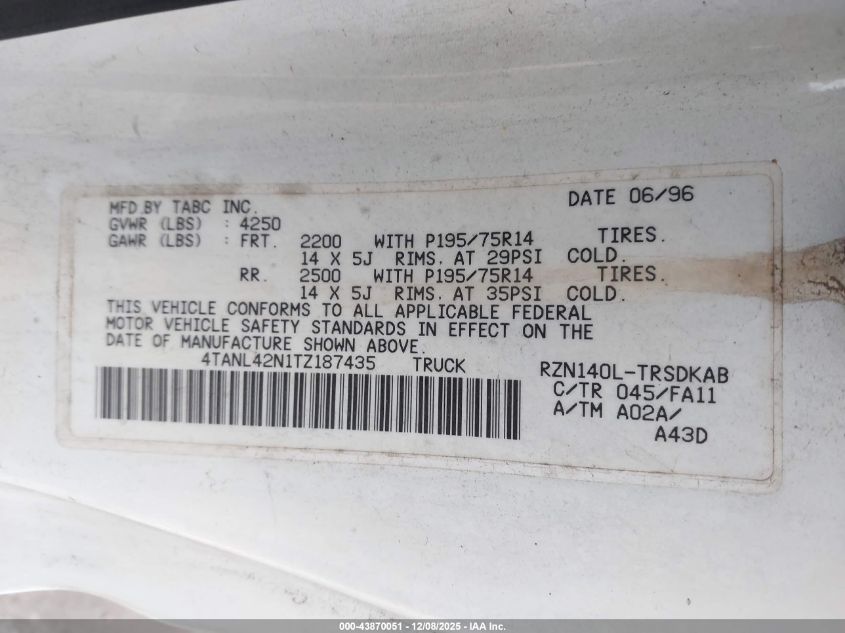 DATE 06/96
MFD.BY TABC INC.
GVWR (LBS) : 4250
GAWR (LBS) : FRT. 2200 WITH P195/75R14 TIRES.
14 X 5J RIMS. AT 29PSI COLD.
RR. 2500 WITH P195/75R14 TIRES.
14 X 5J RIMS. AT 35PSI COLD.
THIS VEHICLE CONFORMS TO ALL APPLICABLE FEDERAL
MOTOR VEHICLE SAFETY STANDARDS IN EFFECT ON THE
DATE OF MANUFACTURE SHOWN ABOVE.
4TANL42N1TZ187435 TRUCK RZN140L-TRSDKAB
C/TR 045/FA11
A/TM A02A/
A43D
000-43870051 - 12/08/2025 - IAA Inc.